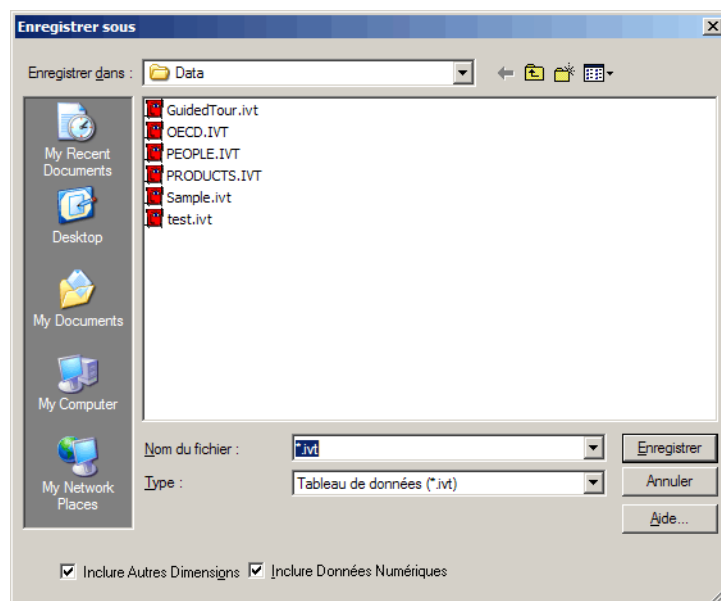 Enregistrer sous
Enregistrer dans :
Data
GuidedTour.ivt
OECD.IVT
PEOPLE.IVT
PRODUCTS.IVT
Sample.ivt
test.ivt
My Recent
Documents
Desktop
My Documents
My Computer
My Network
Places
Nom du fichier :
*.ivt
Enregistrer
Type :
Tableau de données (*.ivt)
Annuler
Aide...
Inclure Autres Dimensions
Inclure Données Numériques